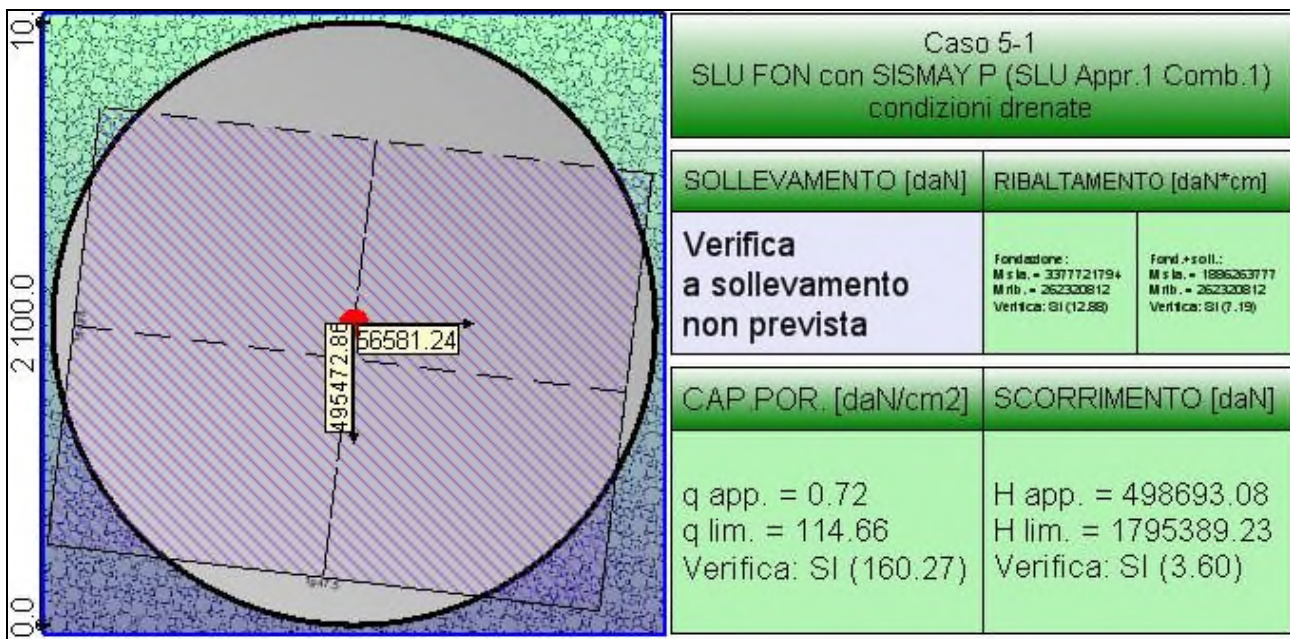 Caso 5-1
SLU FON con SISMAY P (SLU Appr.1 Comb.1)
condizioni drenate
SOLLEVAMENTO [daN]
RIBALTAMENTO [daN*cm]
Verifica
a sollevamento
non prevista
Fondazione:
M sta. = 3377721794
M rib. = 262320812
Verifica: SI (12.88)
Fond.+soll.:
M sta. = 1886263777
M rib. = 262320812
Verifica: SI (7.19)
CAP.POR. [daN/cm2]
SCORRIMENTO [daN]
q app. = 0.72
q lim. = 114.66
Verifica: SI (160.27)
H app. = 498693.08
H lim. = 1795389.23
Verifica: SI (3.60)
10.
2100.0
0.0
56581.24